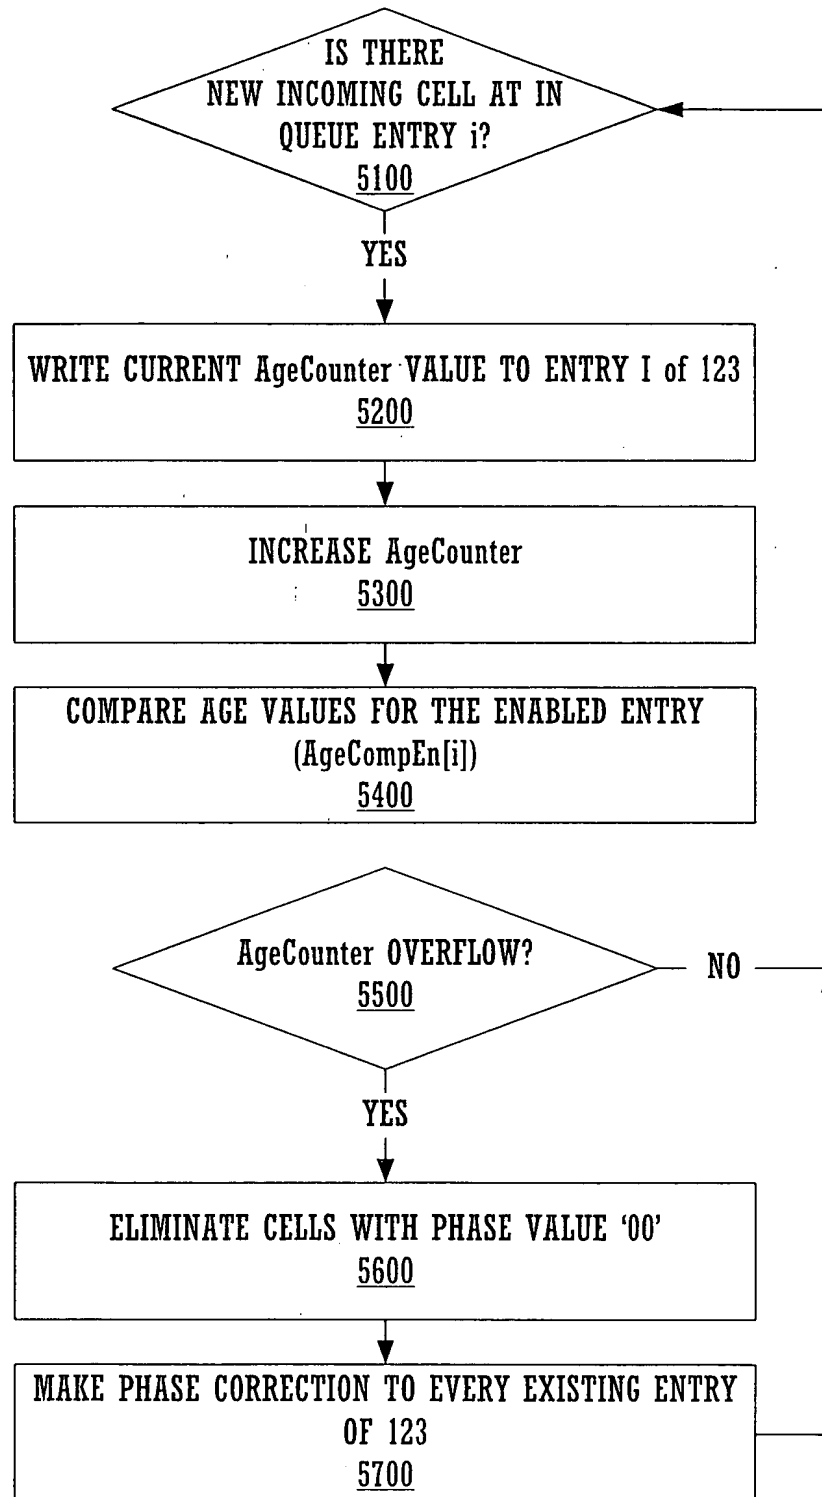 IS THERE
NEW INCOMING CELL AT IN
QUEUE ENTRY i?
5100
YES
WRITE CURRENT AgeCounter VALUE TO ENTRY I of 123
5200
INCREASE AgeCounter
5300
COMPARE AGE VALUES FOR THE ENABLED ENTRY
(AgeCompEn[i])
5400
AgeCounter OVERFLOW?
5500
NO
YES
ELIMINATE CELLS WITH PHASE VALUE ‘00’
5600
MAKE PHASE CORRECTION TO EVERY EXISTING ENTRY
OF 123
5700